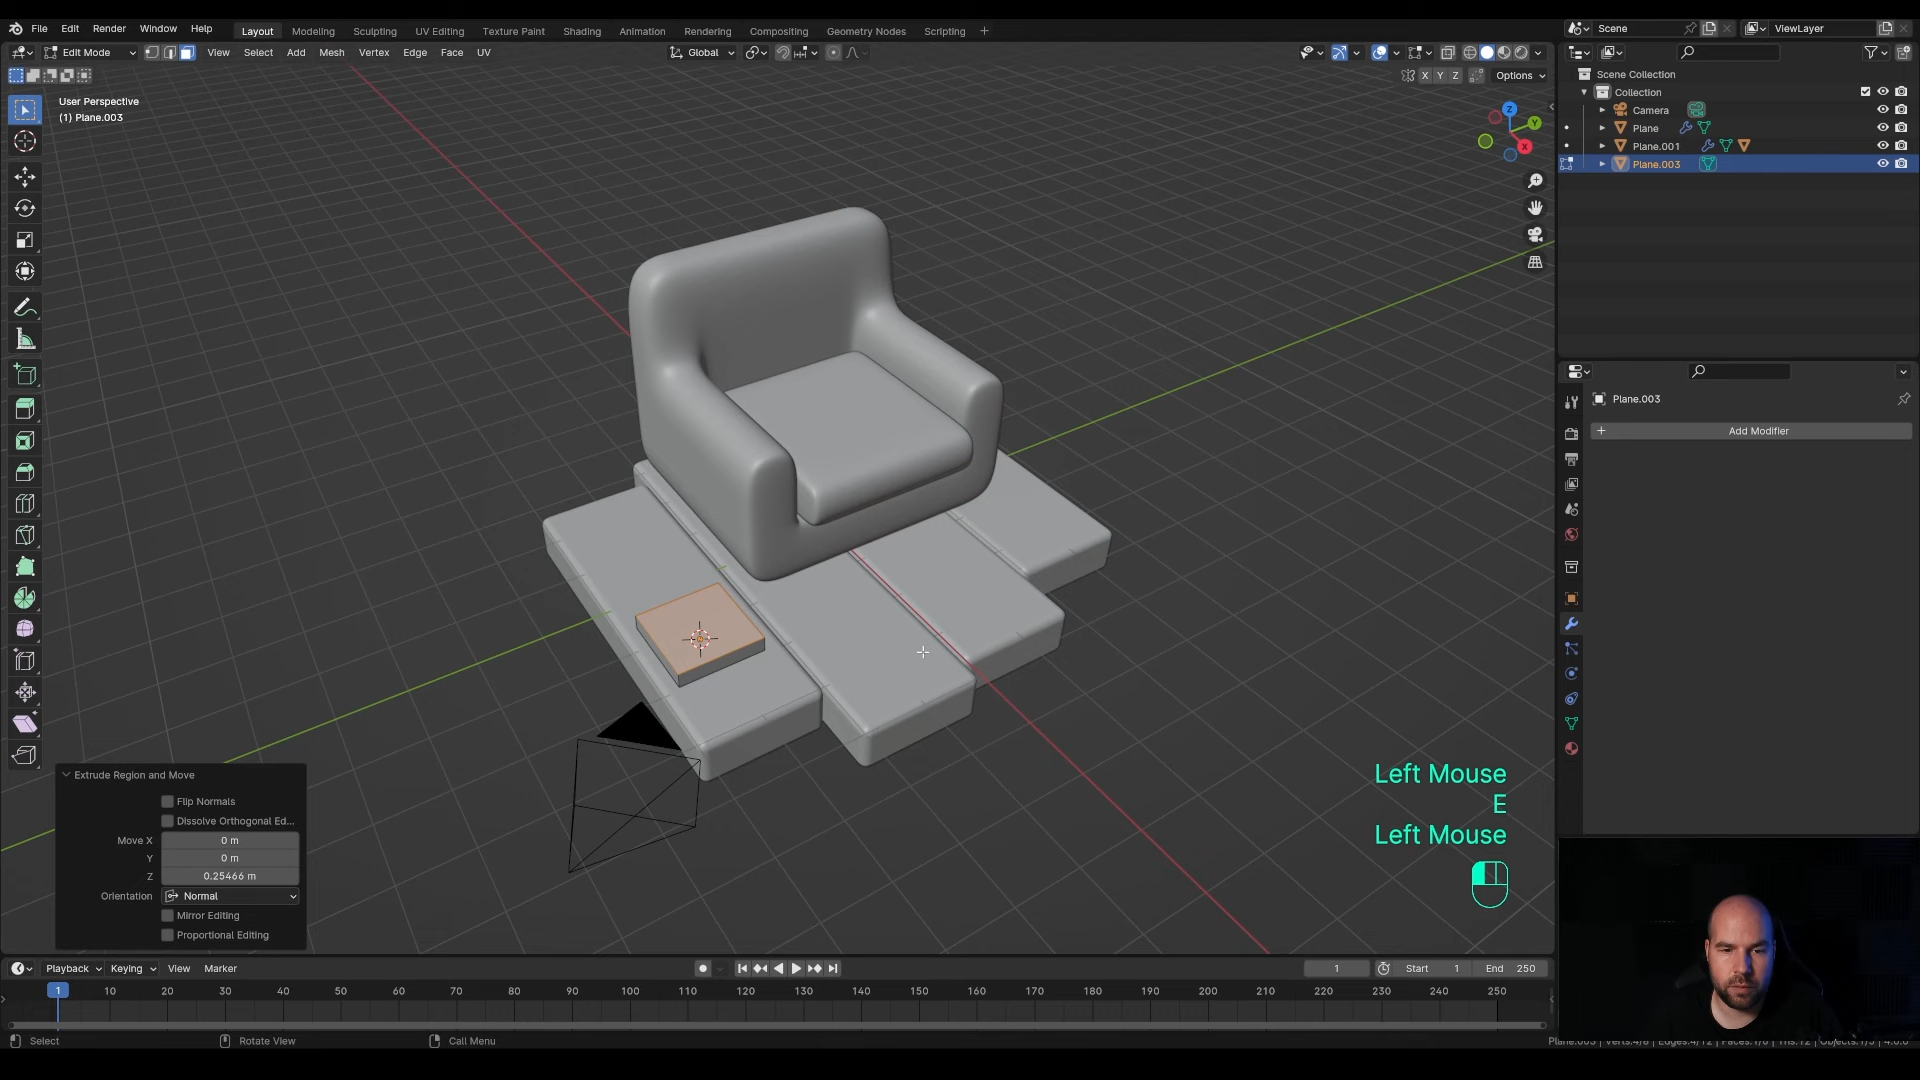 File Edit Render Window Help Layout Modeling Sculpting UV Editing Texture Paint Shading Animation Rendering Compositing Geometry Nodes Scripting + Scene ViewLayer
Edit Mode View Select Add Mesh Vertex Edge Face UV Global
X Y Z Options
User Perspective
(1) Plane.003
Scene Collection
Collection
Camera
Plane
Plane.001
Plane.003
Z
Y
X
Plane.003
+ Add Modifier
Left Mouse
E
Left Mouse
Extrude Region and Move
Flip Normals
Dissolve Orthogonal Ed...
Move X 0 m
Y 0 m
Z 0.25466 m
Orientation Normal
Mirror Editing
Proportional Editing
Playback Keying View Marker 1 Start 1 End 250
1 10 20 30 40 50 60 70 80 90 100 110 120 130 140 150 160 170 180 190 200 210 220 230 240 250
Select Rotate View Call Menu